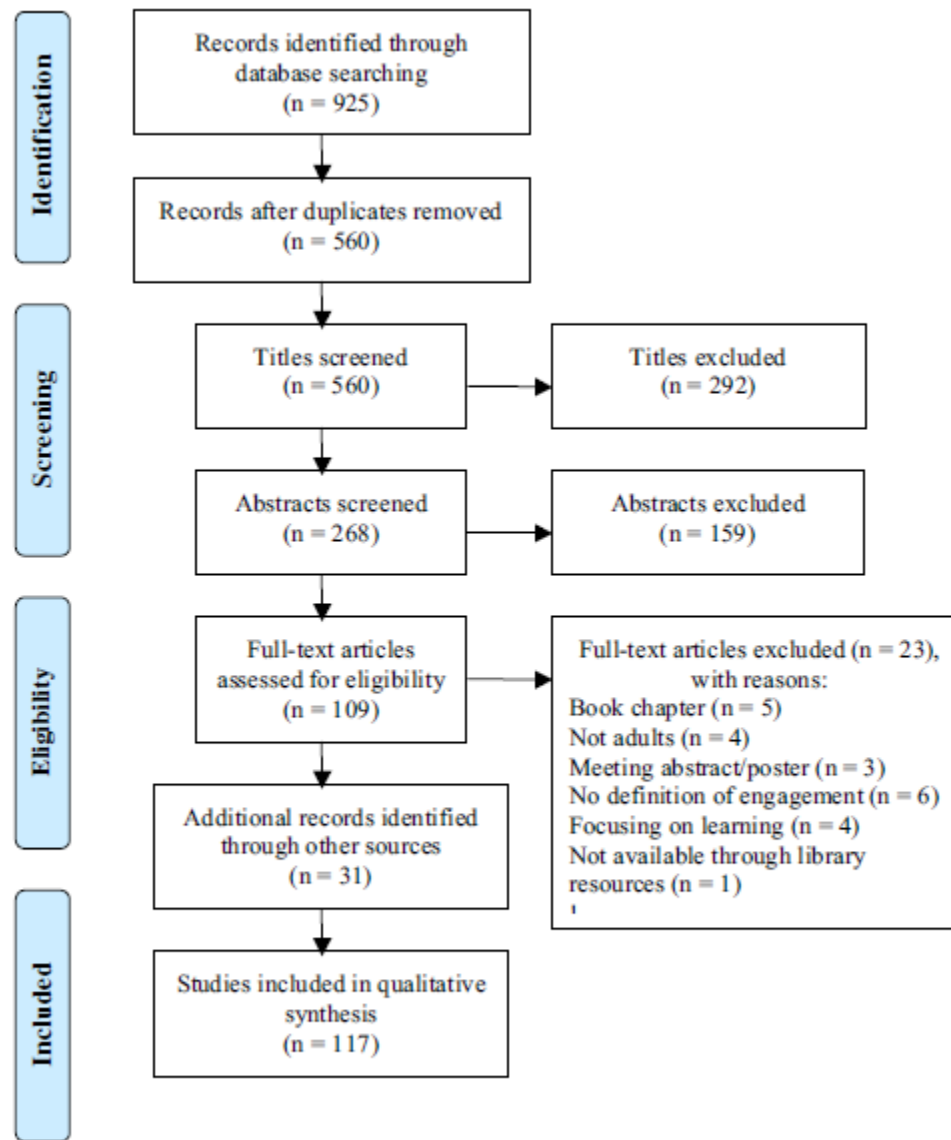 Identification
Records identified through
database searching
(n = 925)
Records after duplicates removed
(n = 560)
Screening
Titles screened
(n = 560)
Titles excluded
(n = 292)
Abstracts screened
(n = 268)
Abstracts excluded
(n = 159)
Eligibility
Full-text articles
assessed for eligibility
(n = 109)
Full-text articles excluded (n = 23),
with reasons:
Book chapter (n = 5)
Not adults (n = 4)
Meeting abstract/poster (n = 3)
No definition of engagement (n = 6)
Focusing on learning (n = 4)
Not available through library
resources (n = 1)
Additional records identified
through other sources
(n = 31)
Included
Studies included in qualitative
synthesis
(n = 117)